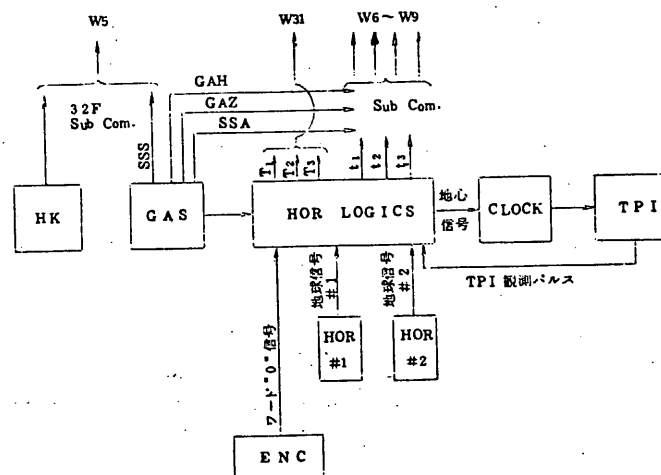 W5
W31
W6～W9
GAH
GAZ
SSA
32F
Sub Com.
Sub Com.
SSS
T1
T2
T3
t1
t2
t3
HK
GAS
HOR LOGICS
地心
信号
CLOCK
TPI
TPI 観測パルス
地球信号
#1
地球信号
#2
HOR
#1
HOR
#2
ワード"0"信号
ENC